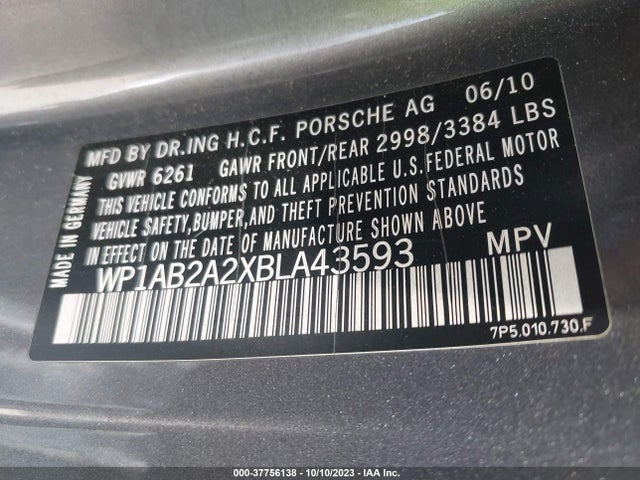 MFD BY DR.ING H.C.F. PORSCHE AG 06/10
GVWR 6261 GAWR FRONT/REAR 2998/3384 LBS
THIS VEHICLE CONFORMS TO ALL APPLICABLE U.S.FEDERAL MOTOR
VEHICLE SAFETY,BUMPER,AND THEFT PREVENTION STANDARDS
IN EFFECT ON THE DATE OF MANUFACTURE SHOWN ABOVE
WP1AB2A2XBLA43593 MPV
MADE IN GERMANY
7P5.010.730.F
000-37756138 - 10/10/2023 - IAA Inc.